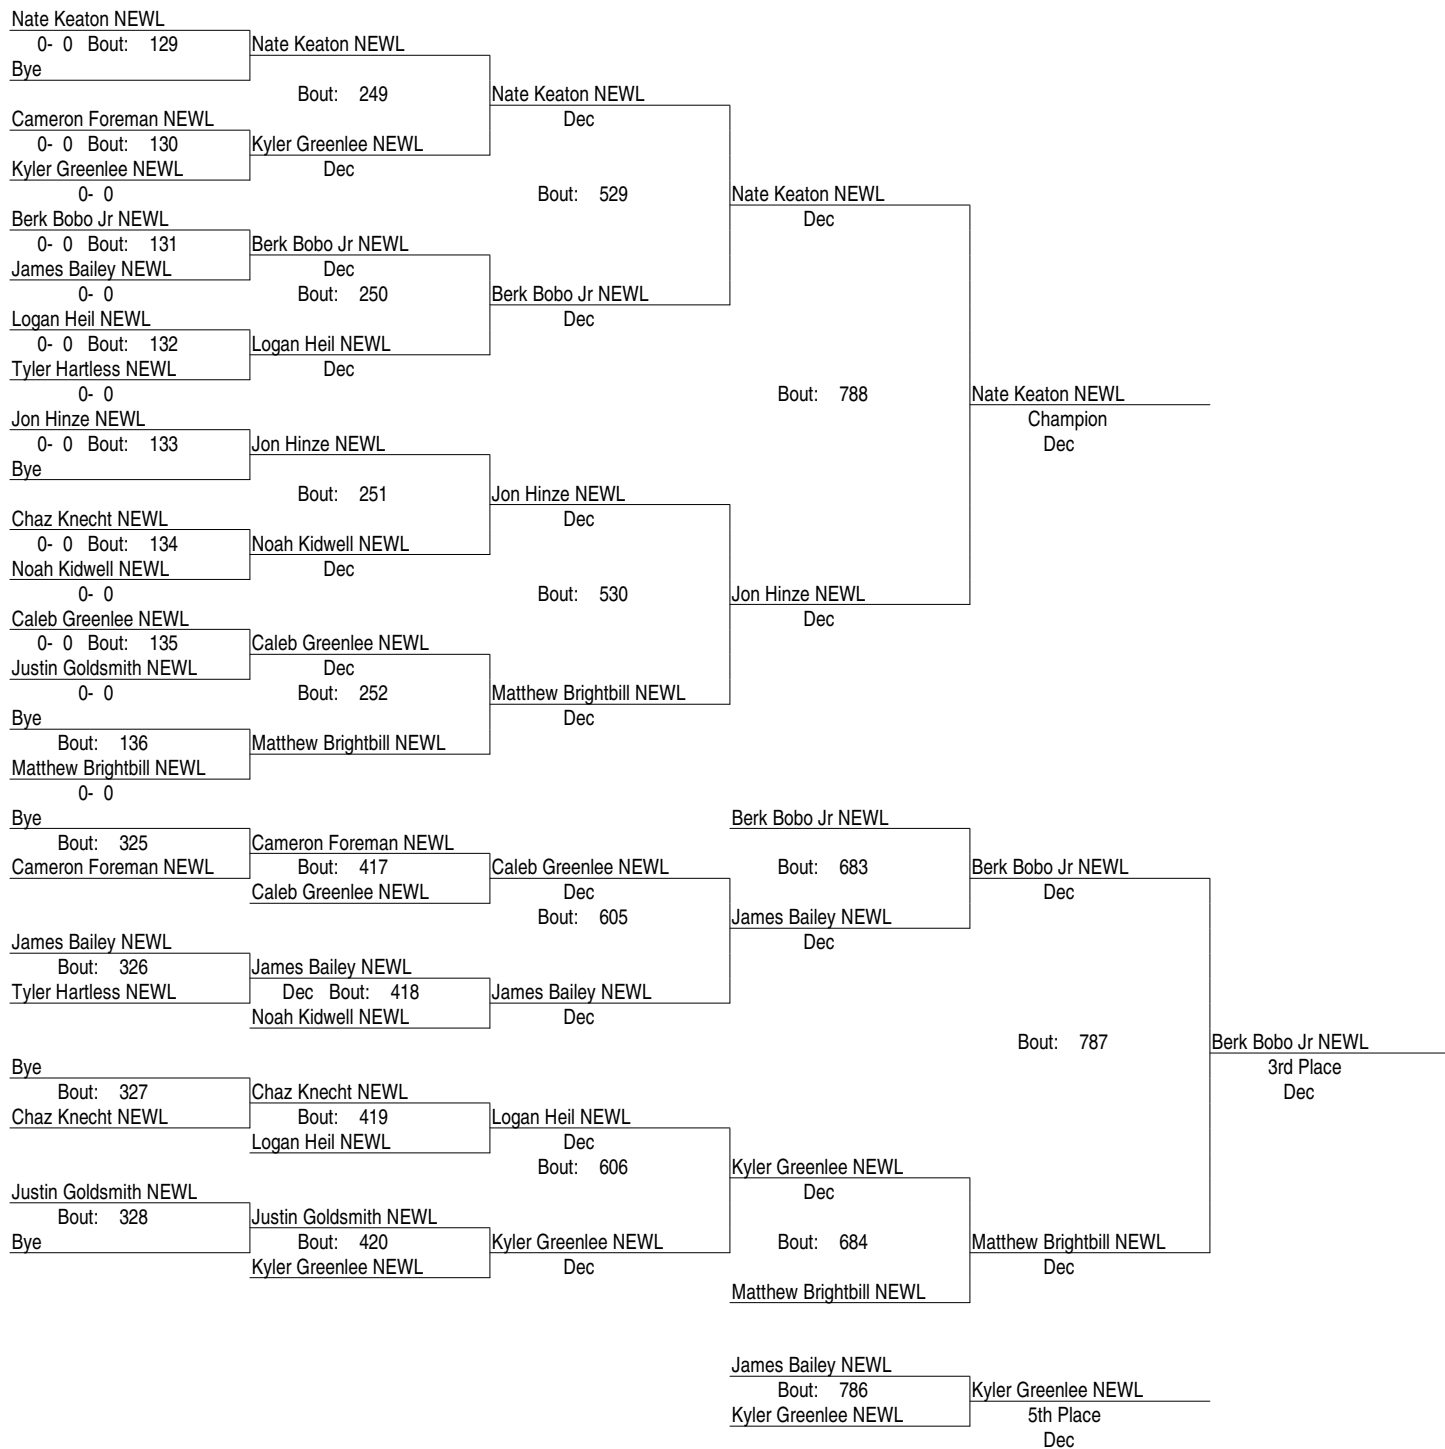 Nate Keaton NEWL
0- 0 Bout: 129 Nate Keaton NEWL
Bye
Bout: 249 Nate Keaton NEWL
Cameron Foreman NEWL Dec
0- 0 Bout: 130 Kyler Greenlee NEWL
Kyler Greenlee NEWL Dec
0- 0 Bout: 529 Nate Keaton NEWL
Berk Bobo Jr NEWL Dec
0- 0 Bout: 131 Berk Bobo Jr NEWL
James Bailey NEWL Dec
0- 0 Bout: 250 Berk Bobo Jr NEWL
Logan Heil NEWL Dec
0- 0 Bout: 132 Logan Heil NEWL
Tyler Hartless NEWL Dec
0- 0 Bout: 788 Nate Keaton NEWL
Jon Hinze NEWL Champion
0- 0 Bout: 133 Jon Hinze NEWL Dec
Bye
Bout: 251 Jon Hinze NEWL
Chaz Knecht NEWL Dec
0- 0 Bout: 134 Noah Kidwell NEWL
Noah Kidwell NEWL Dec
0- 0 Bout: 530 Jon Hinze NEWL
Caleb Greenlee NEWL Dec
0- 0 Bout: 135 Caleb Greenlee NEWL
Justin Goldsmith NEWL Dec
0- 0 Bout: 252 Matthew Brightbill NEWL
Bye Dec
Bout: 136 Matthew Brightbill NEWL
Matthew Brightbill NEWL
0- 0
Bye Berk Bobo Jr NEWL
Bout: 325 Cameron Foreman NEWL
Cameron Foreman NEWL Bout: 417 Caleb Greenlee NEWL Bout: 683 Berk Bobo Jr NEWL
Caleb Greenlee NEWL Dec Dec
Bout: 605 James Bailey NEWL
James Bailey NEWL Dec
Bout: 326 James Bailey NEWL
Tyler Hartless NEWL Dec Bout: 418 James Bailey NEWL
Noah Kidwell NEWL Dec
Bout: 787 Berk Bobo Jr NEWL
Bye 3rd Place
Bout: 327 Chaz Knecht NEWL Dec
Chaz Knecht NEWL Bout: 419 Logan Heil NEWL
Logan Heil NEWL Dec
Bout: 606 Kyler Greenlee NEWL
Justin Goldsmith NEWL Dec
Bout: 328 Justin Goldsmith NEWL
Bye Bout: 420 Kyler Greenlee NEWL Bout: 684 Matthew Brightbill NEWL
Kyler Greenlee NEWL Dec Dec
Matthew Brightbill NEWL
James Bailey NEWL
Bout: 786 Kyler Greenlee NEWL
Kyler Greenlee NEWL 5th Place
Dec